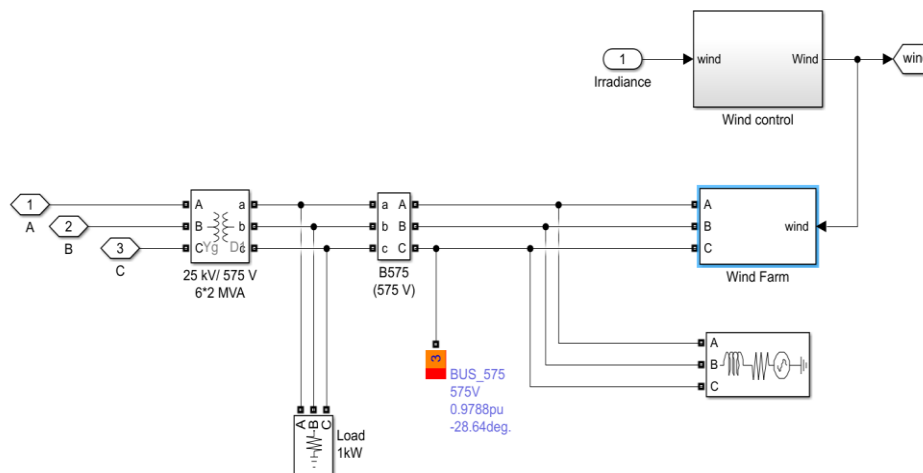 1
Irradiance
wind
Wind
Wind control
wind
1
A
2
B
3
C
A
B
C
Yg
D1
a
b
c
25 kV/ 575 V
6*2 MVA
a
b
c
A
B
C
B575
(575 V)
A
B
C
wind
Wind Farm
3
BUS_575
575V
0.9788pu
-28.64deg.
A
B
C
A
B
C
Load
1kW